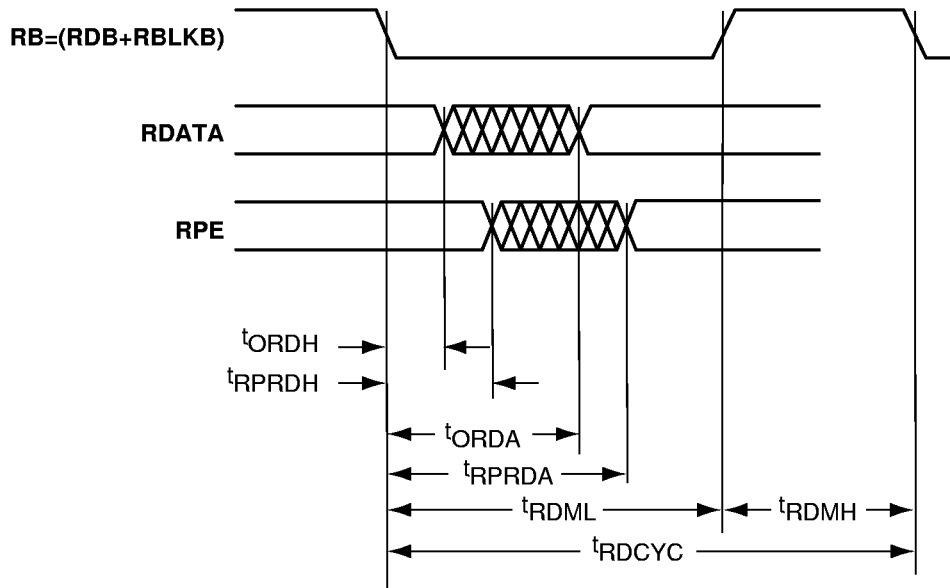 RB=(RDB+RBLKB)
RDATA
RPE
tORDH
tRPRDH
tORDA
tRPRDA
tRDML
tRDMH
tRDCYC